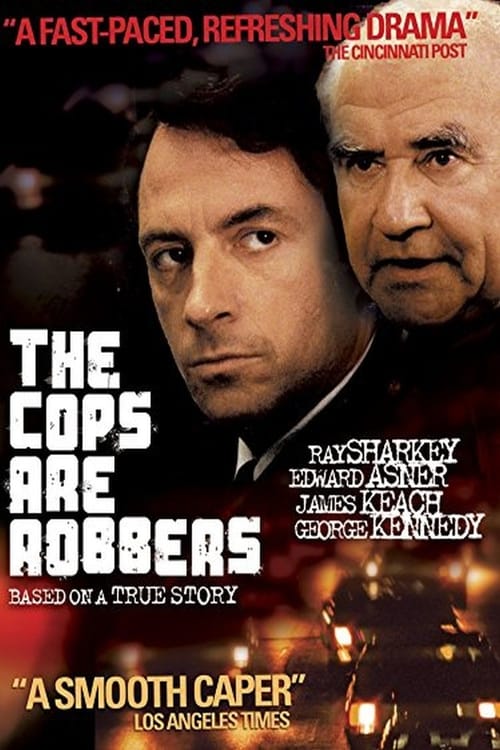 "A FAST-PACED, REFRESHING DRAMA"
THE CINCINNATI POST
THE
COPS
ARE
ROBBERS
BASED ON A TRUE STORY
RAY SHARKEY
EDWARD ASNER
JAMES KEACH
GEORGE KENNEDY
"A SMOOTH CAPER"
LOS ANGELES TIMES